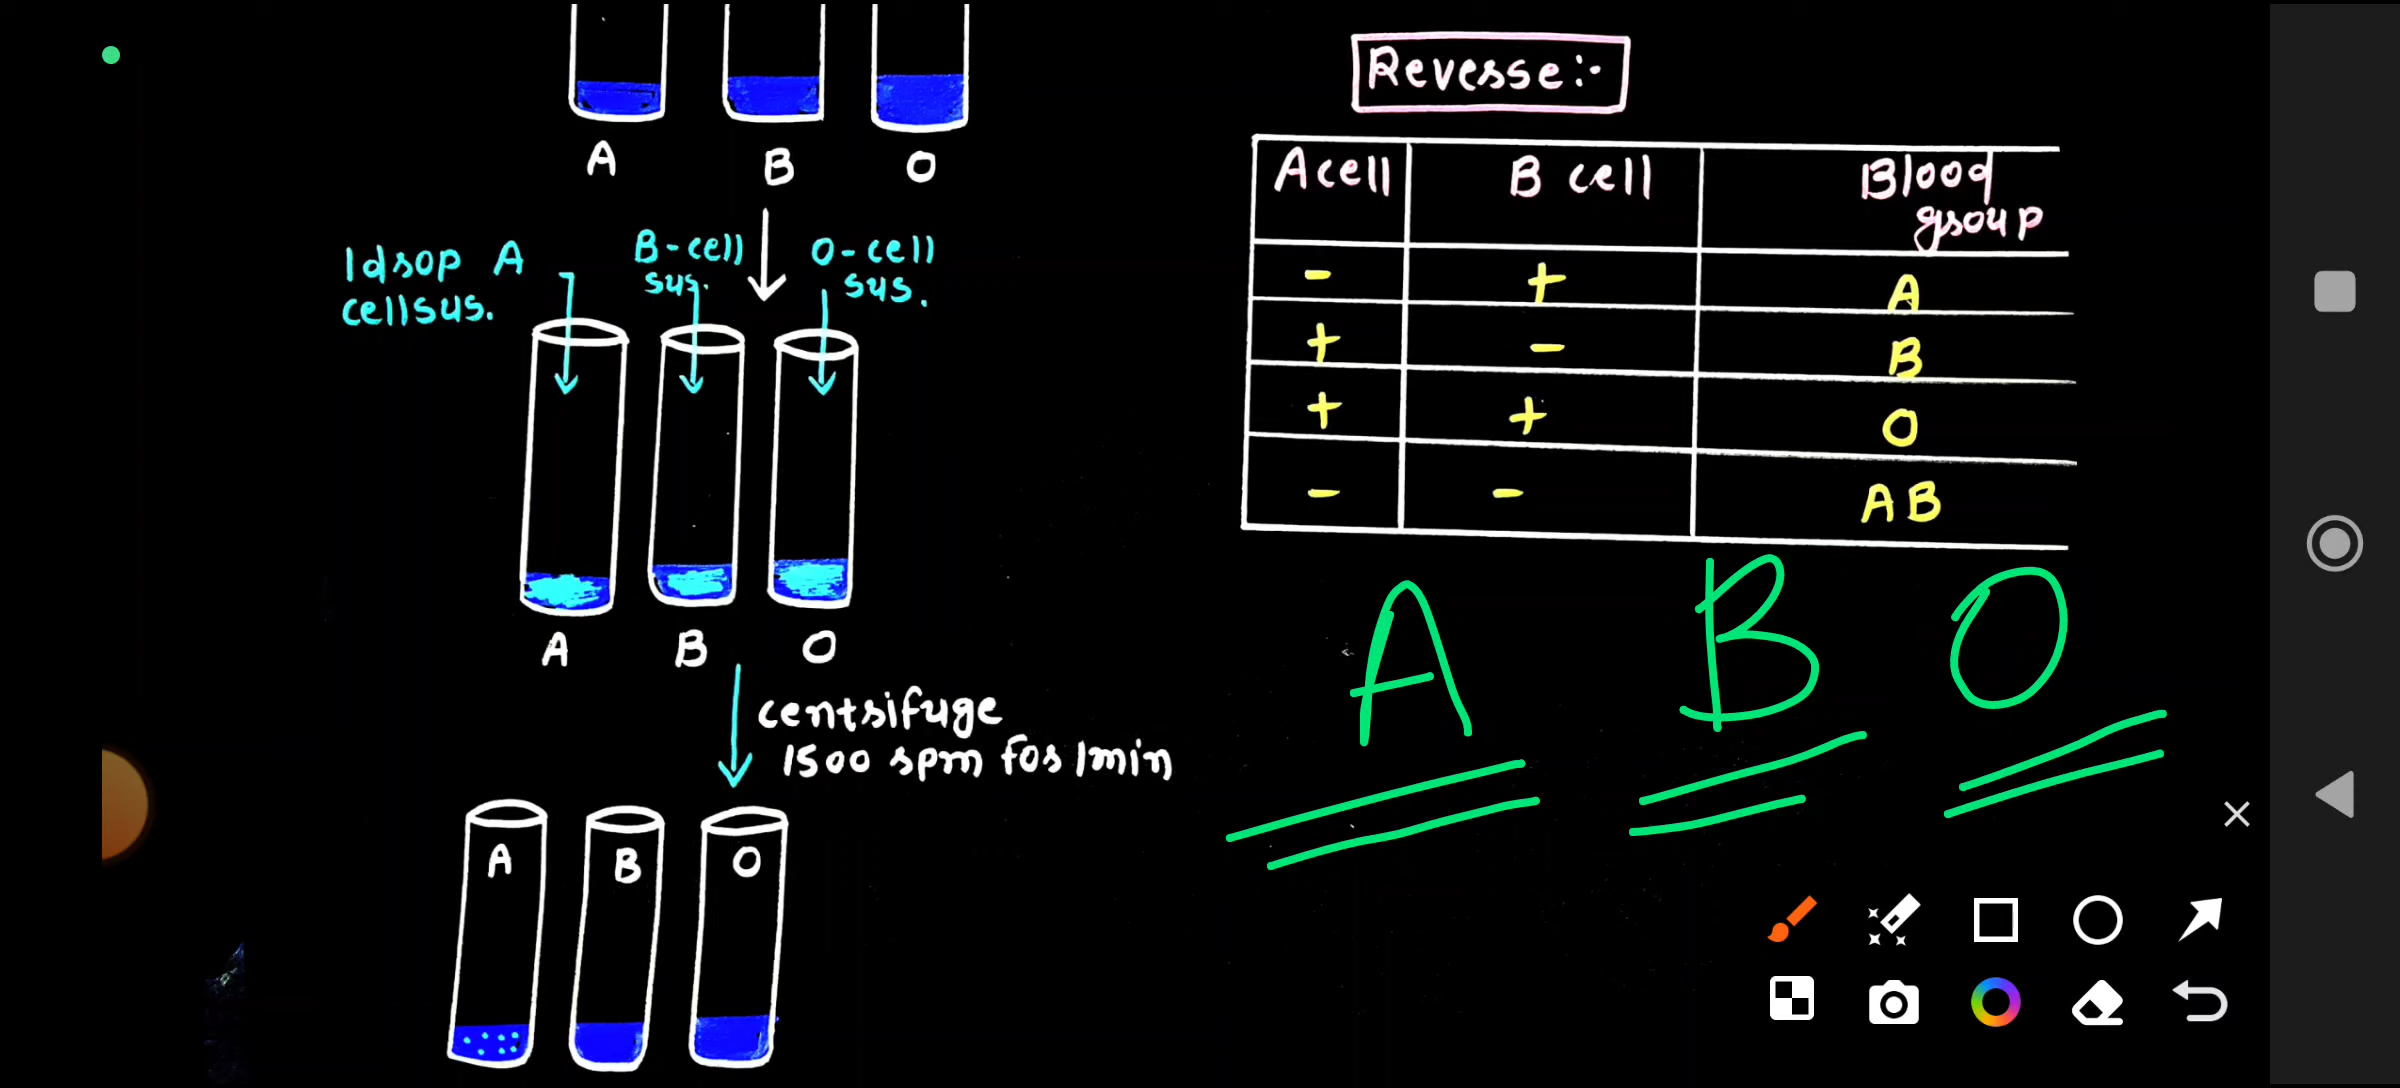 A B O
1 drop A
cell sus.
B-cell
sus.
O-cell
sus.
A B O
centrifuge
1500 rpm for 1min
A B O
Reverse:-
A cell B cell Blood
group
- + A
+ - B
+ + O
- - AB
A B O